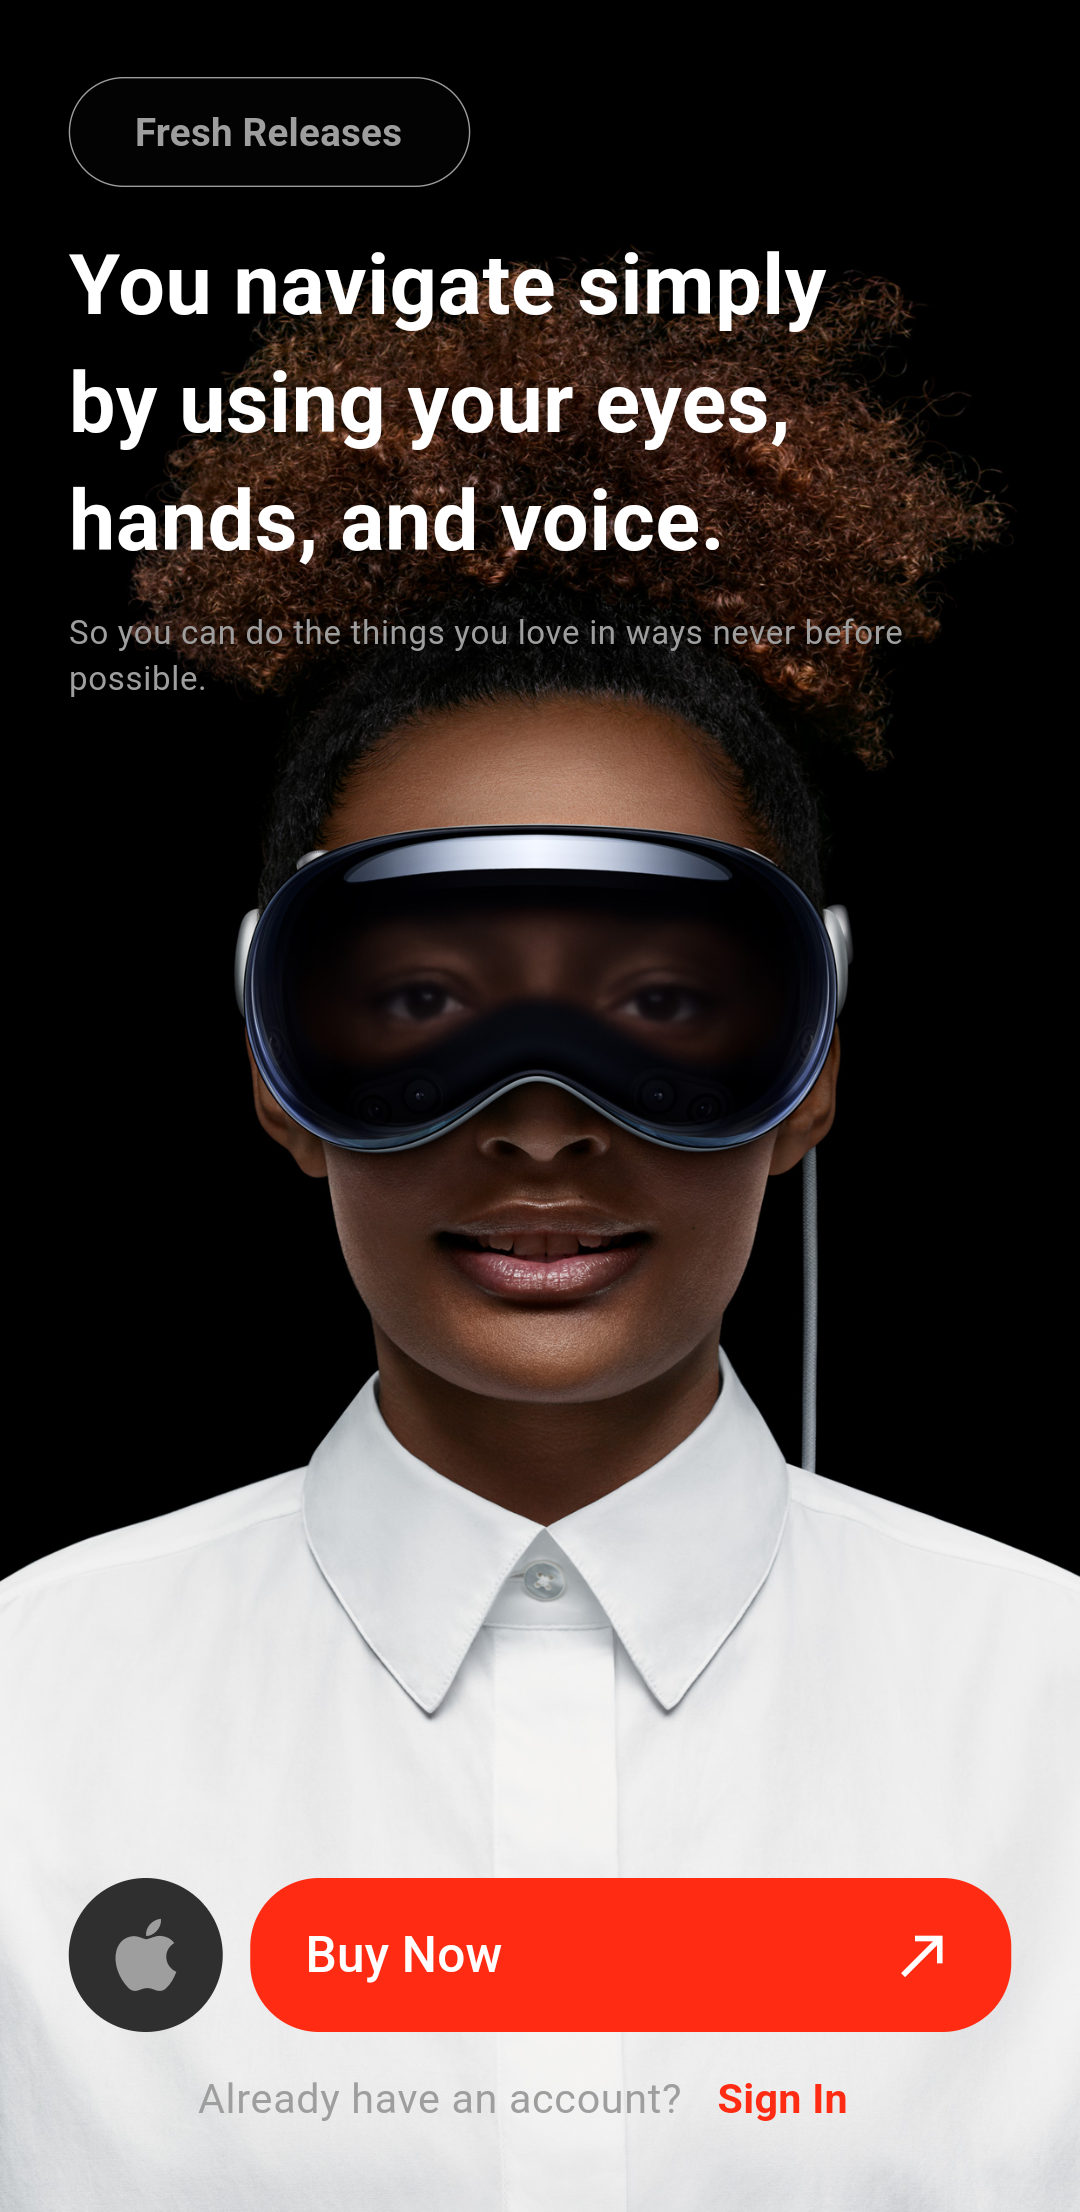 Fresh Releases
You navigate simply
by using your eyes,
hands, and voice.
So you can do the things you love in ways never before
possible.
Buy Now
Already have an account? Sign In